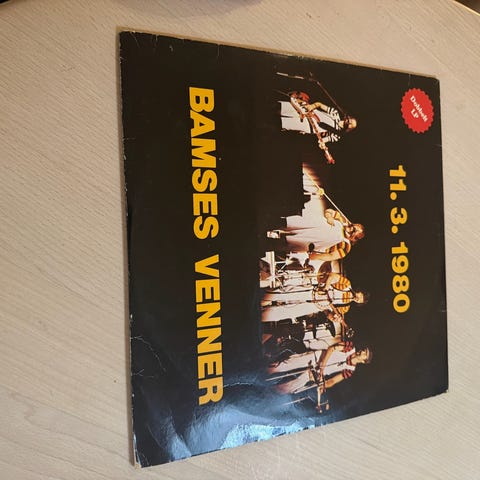 Dobbelt
LP
11. 3. 1980
BAMSES VENNER